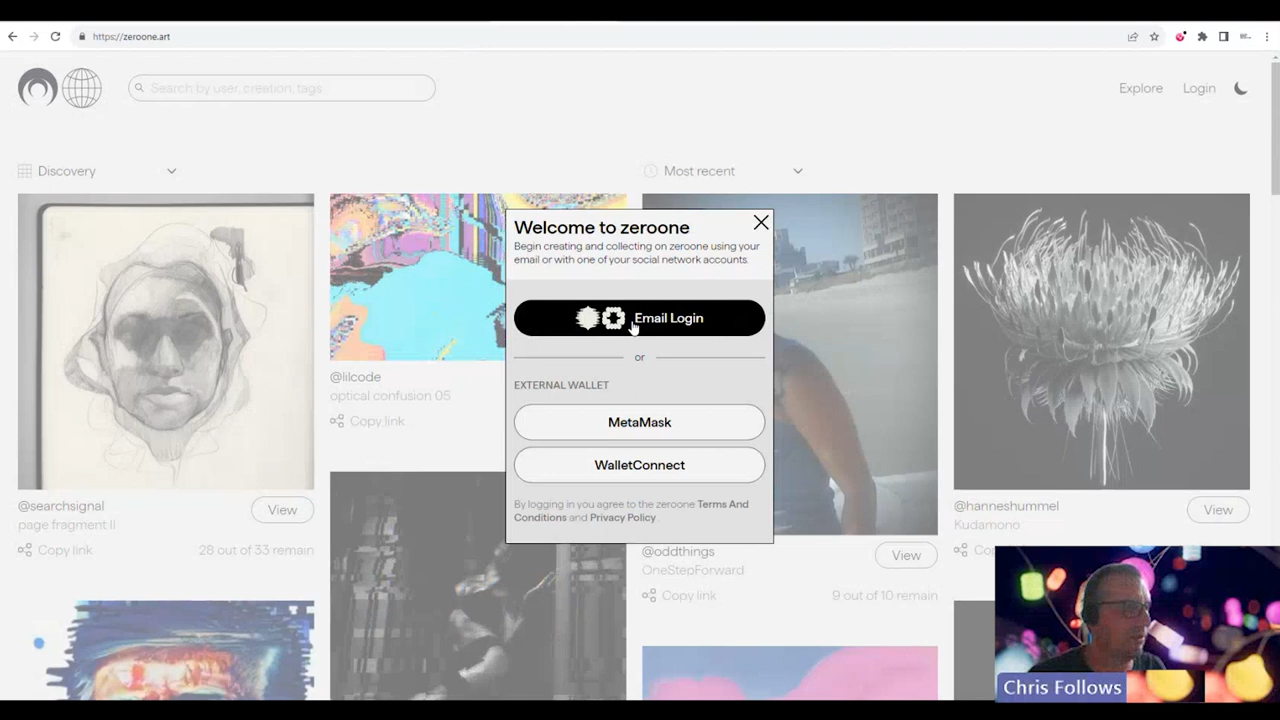 https://zeroone.art
Search by user, creation, tags
Explore
Login
Discovery
Most recent
Welcome to zeroone
Begin creating and collecting on zeroone using your
email or with one of your social network accounts.
Email Login
or
EXTERNAL WALLET
MetaMask
WalletConnect
By logging in you agree to the zeroone Terms And
Conditions and Privacy Policy .
@searchsignal
page fragment II
View
Copy link
28 out of 33 remain
@lilcode
optical confusion 05
Copy link
@oddthings
OneStepForward
View
Copy link
9 out of 10 remain
@hanneshummel
Kudamono
View
Chris Follows